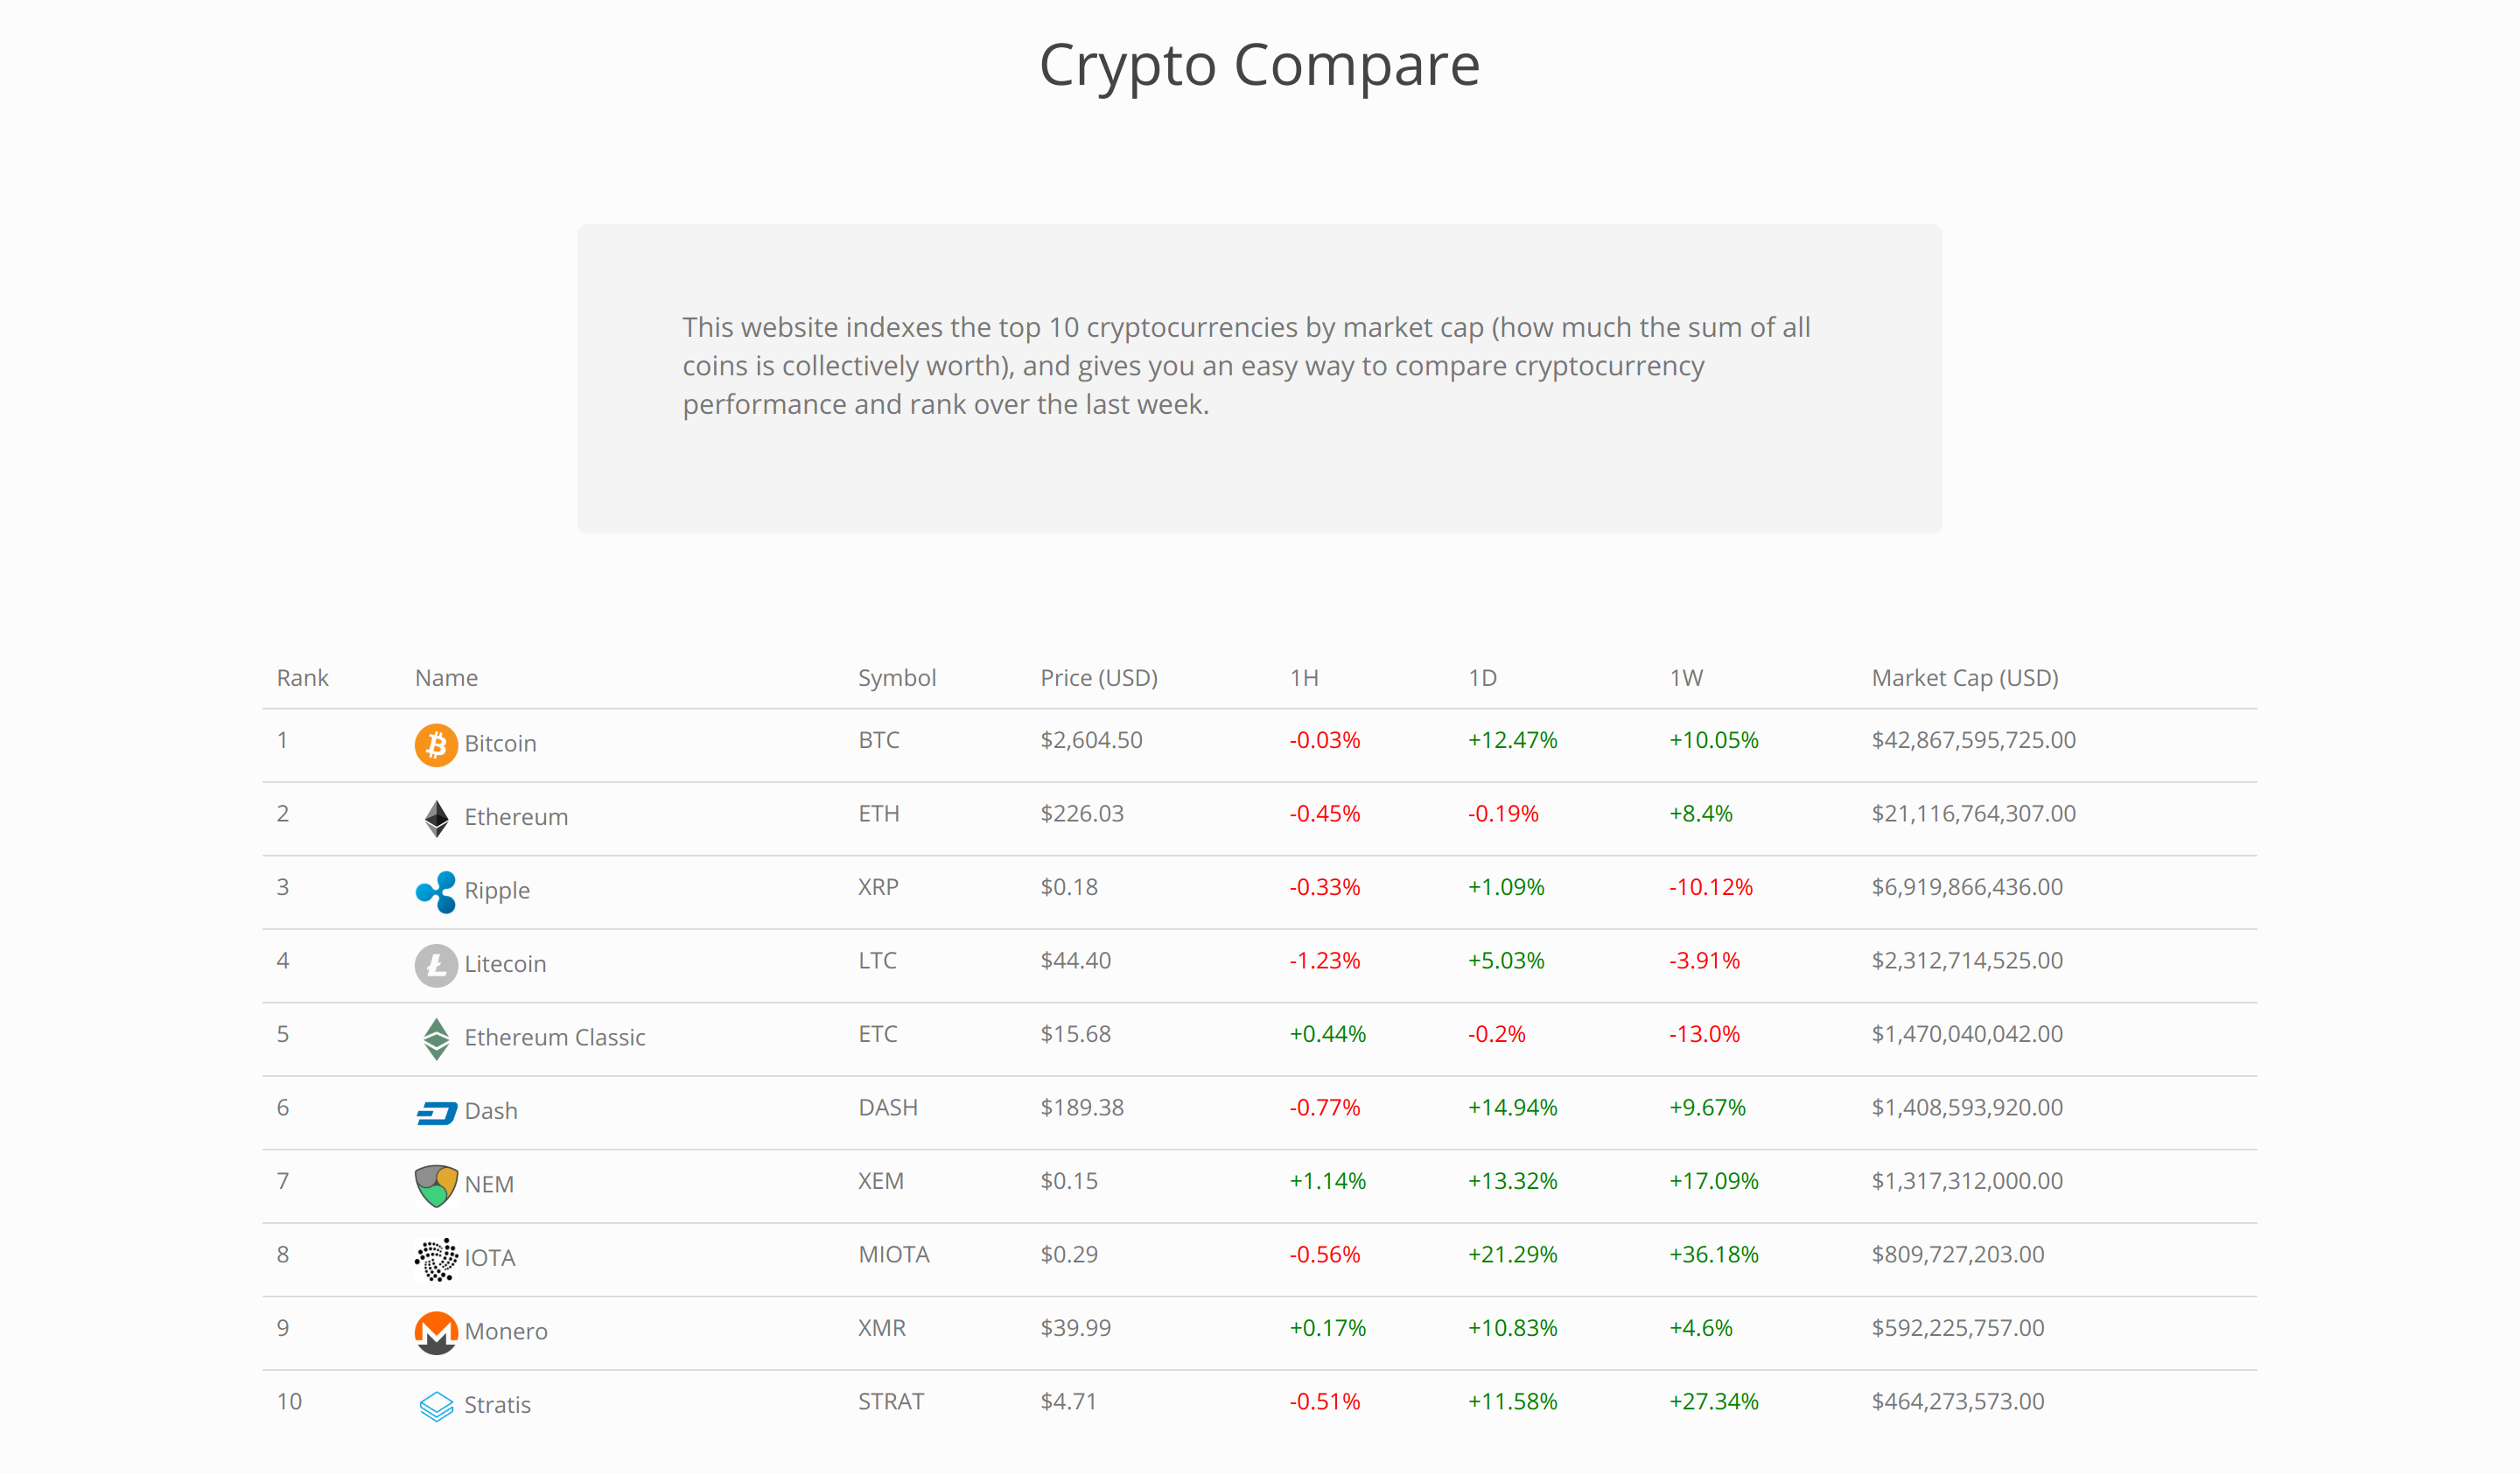 Crypto Compare
This website indexes the top 10 cryptocurrencies by market cap (how much the sum of all
coins is collectively worth), and gives you an easy way to compare cryptocurrency
performance and rank over the last week.
Rank Name Symbol Price (USD) 1H 1D 1W Market Cap (USD)
1 Bitcoin BTC $2,604.50 -0.03% +12.47% +10.05% $42,867,595,725.00
2 Ethereum ETH $226.03 -0.45% -0.19% +8.4% $21,116,764,307.00
3 Ripple XRP $0.18 -0.33% +1.09% -10.12% $6,919,866,436.00
4 Litecoin LTC $44.40 -1.23% +5.03% -3.91% $2,312,714,525.00
5 Ethereum Classic ETC $15.68 +0.44% -0.2% -13.0% $1,470,040,042.00
6 Dash DASH $189.38 -0.77% +14.94% +9.67% $1,408,593,920.00
7 NEM XEM $0.15 +1.14% +13.32% +17.09% $1,317,312,000.00
8 IOTA MIOTA $0.29 -0.56% +21.29% +36.18% $809,727,203.00
9 Monero XMR $39.99 +0.17% +10.83% +4.6% $592,225,757.00
10 Stratis STRAT $4.71 -0.51% +11.58% +27.34% $464,273,573.00